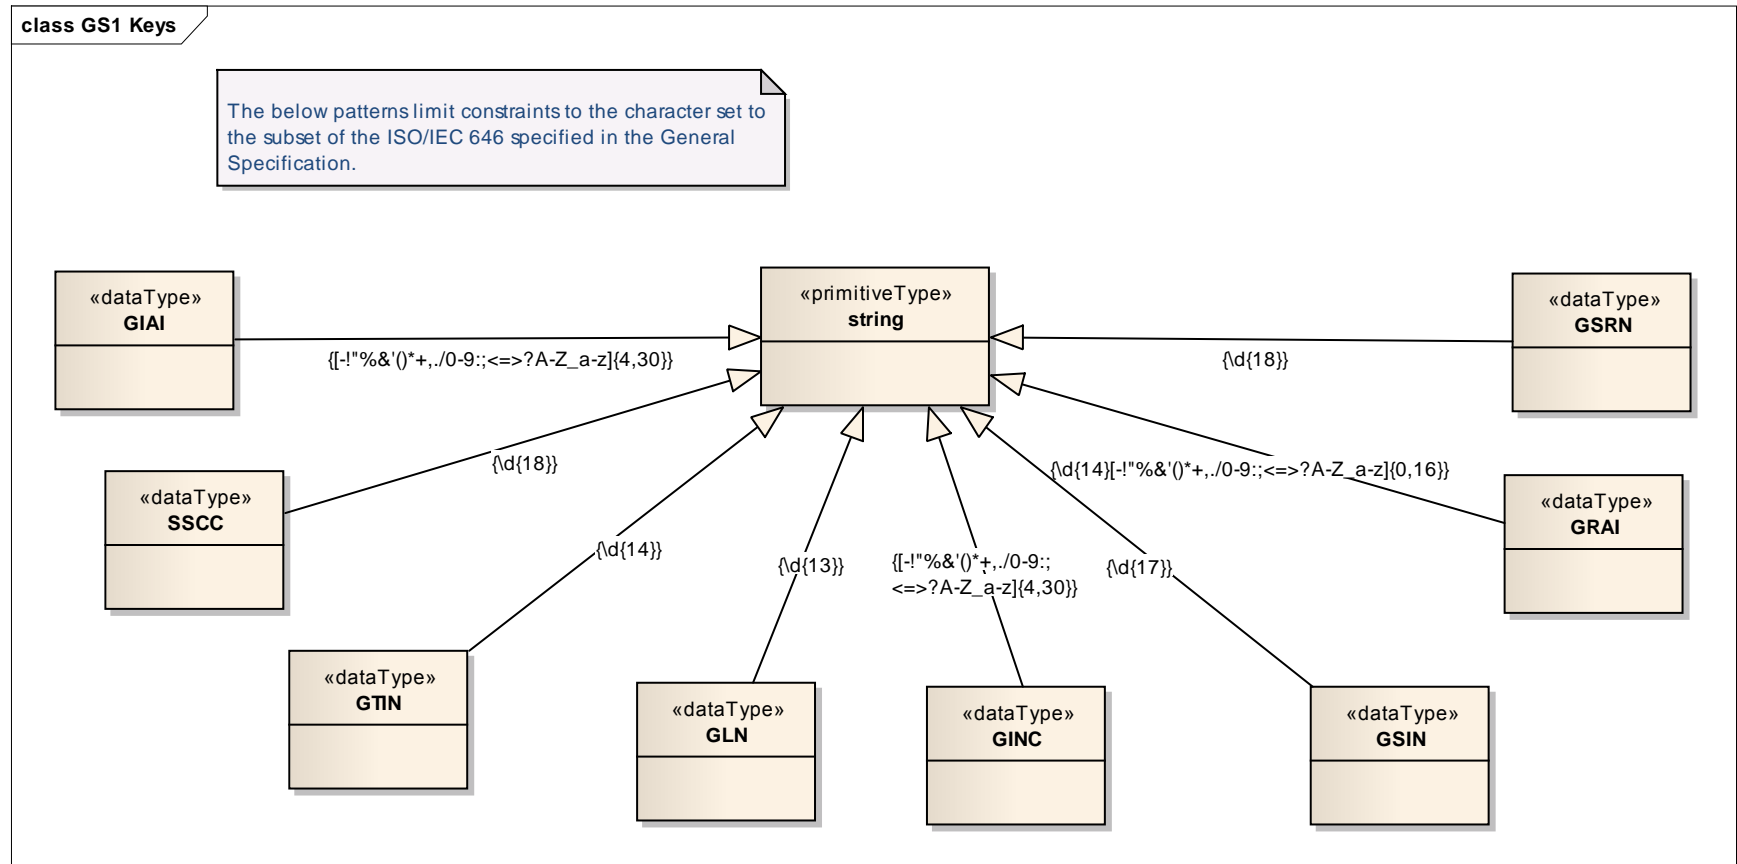 class GS1 Keys
The below patterns limit constraints to the character set to
the subset of the ISO/IEC 646 specified in the General
Specification.
«dataType»
GIAI
{[-!"%&'()*+,./0-9:;<=>?A-Z_a-z]{4,30}}
«primitiveType»
string
{\d{18}}
«dataType»
GSRN
«dataType»
SSCC
{\d{18}}
{\d{14}[-!"%&'()*+,./0-9:;<=>?A-Z_a-z]{0,16}}
«dataType»
GRAI
{\d{14}}
{\d{13}}
{[-!"%&'()*+,./0-9:;
<=>?A-Z_a-z]{4,30}}
{\d{17}}
«dataType»
GTIN
«dataType»
GLN
«dataType»
GINC
«dataType»
GSIN